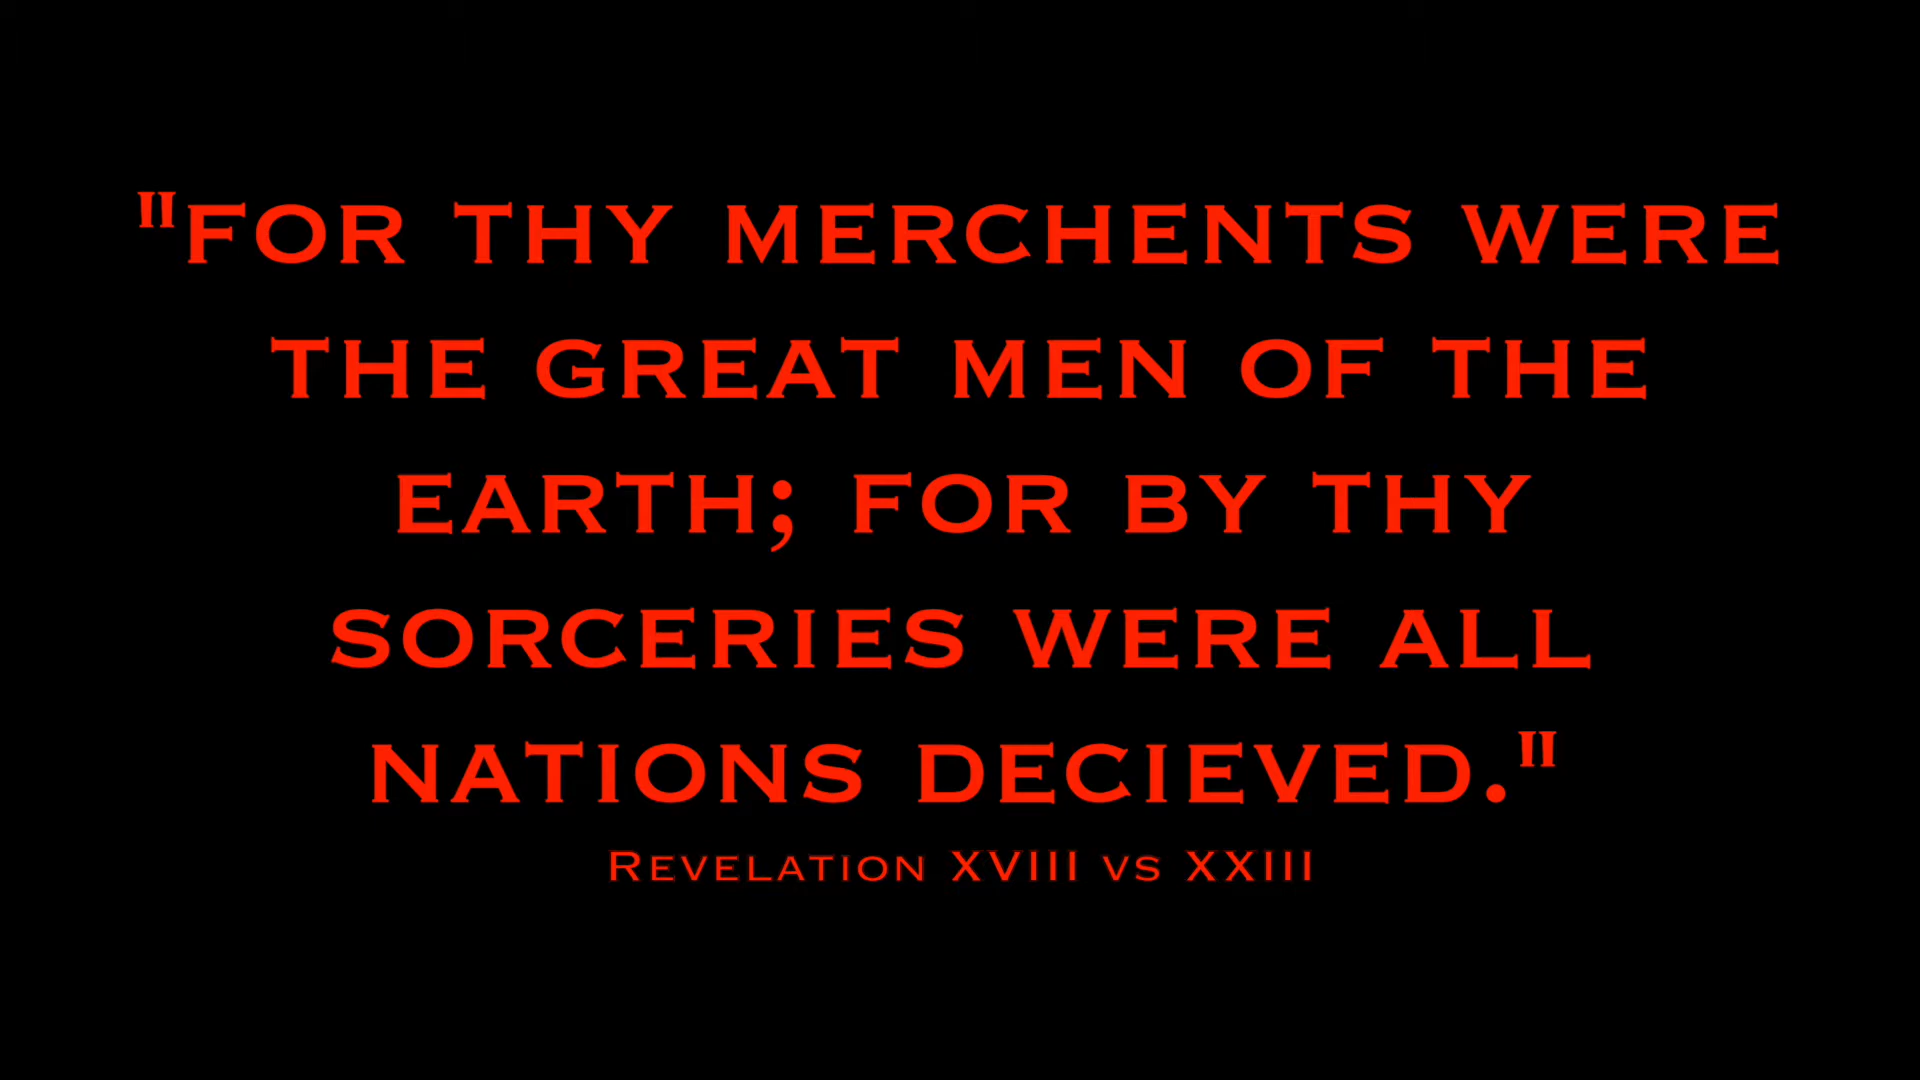 "FOR THY MERCHENTS WERE
THE GREAT MEN OF THE
EARTH; FOR BY THY
SORCERIES WERE ALL
NATIONS DECIEVED."
REVELATION XVIII VS XXIII